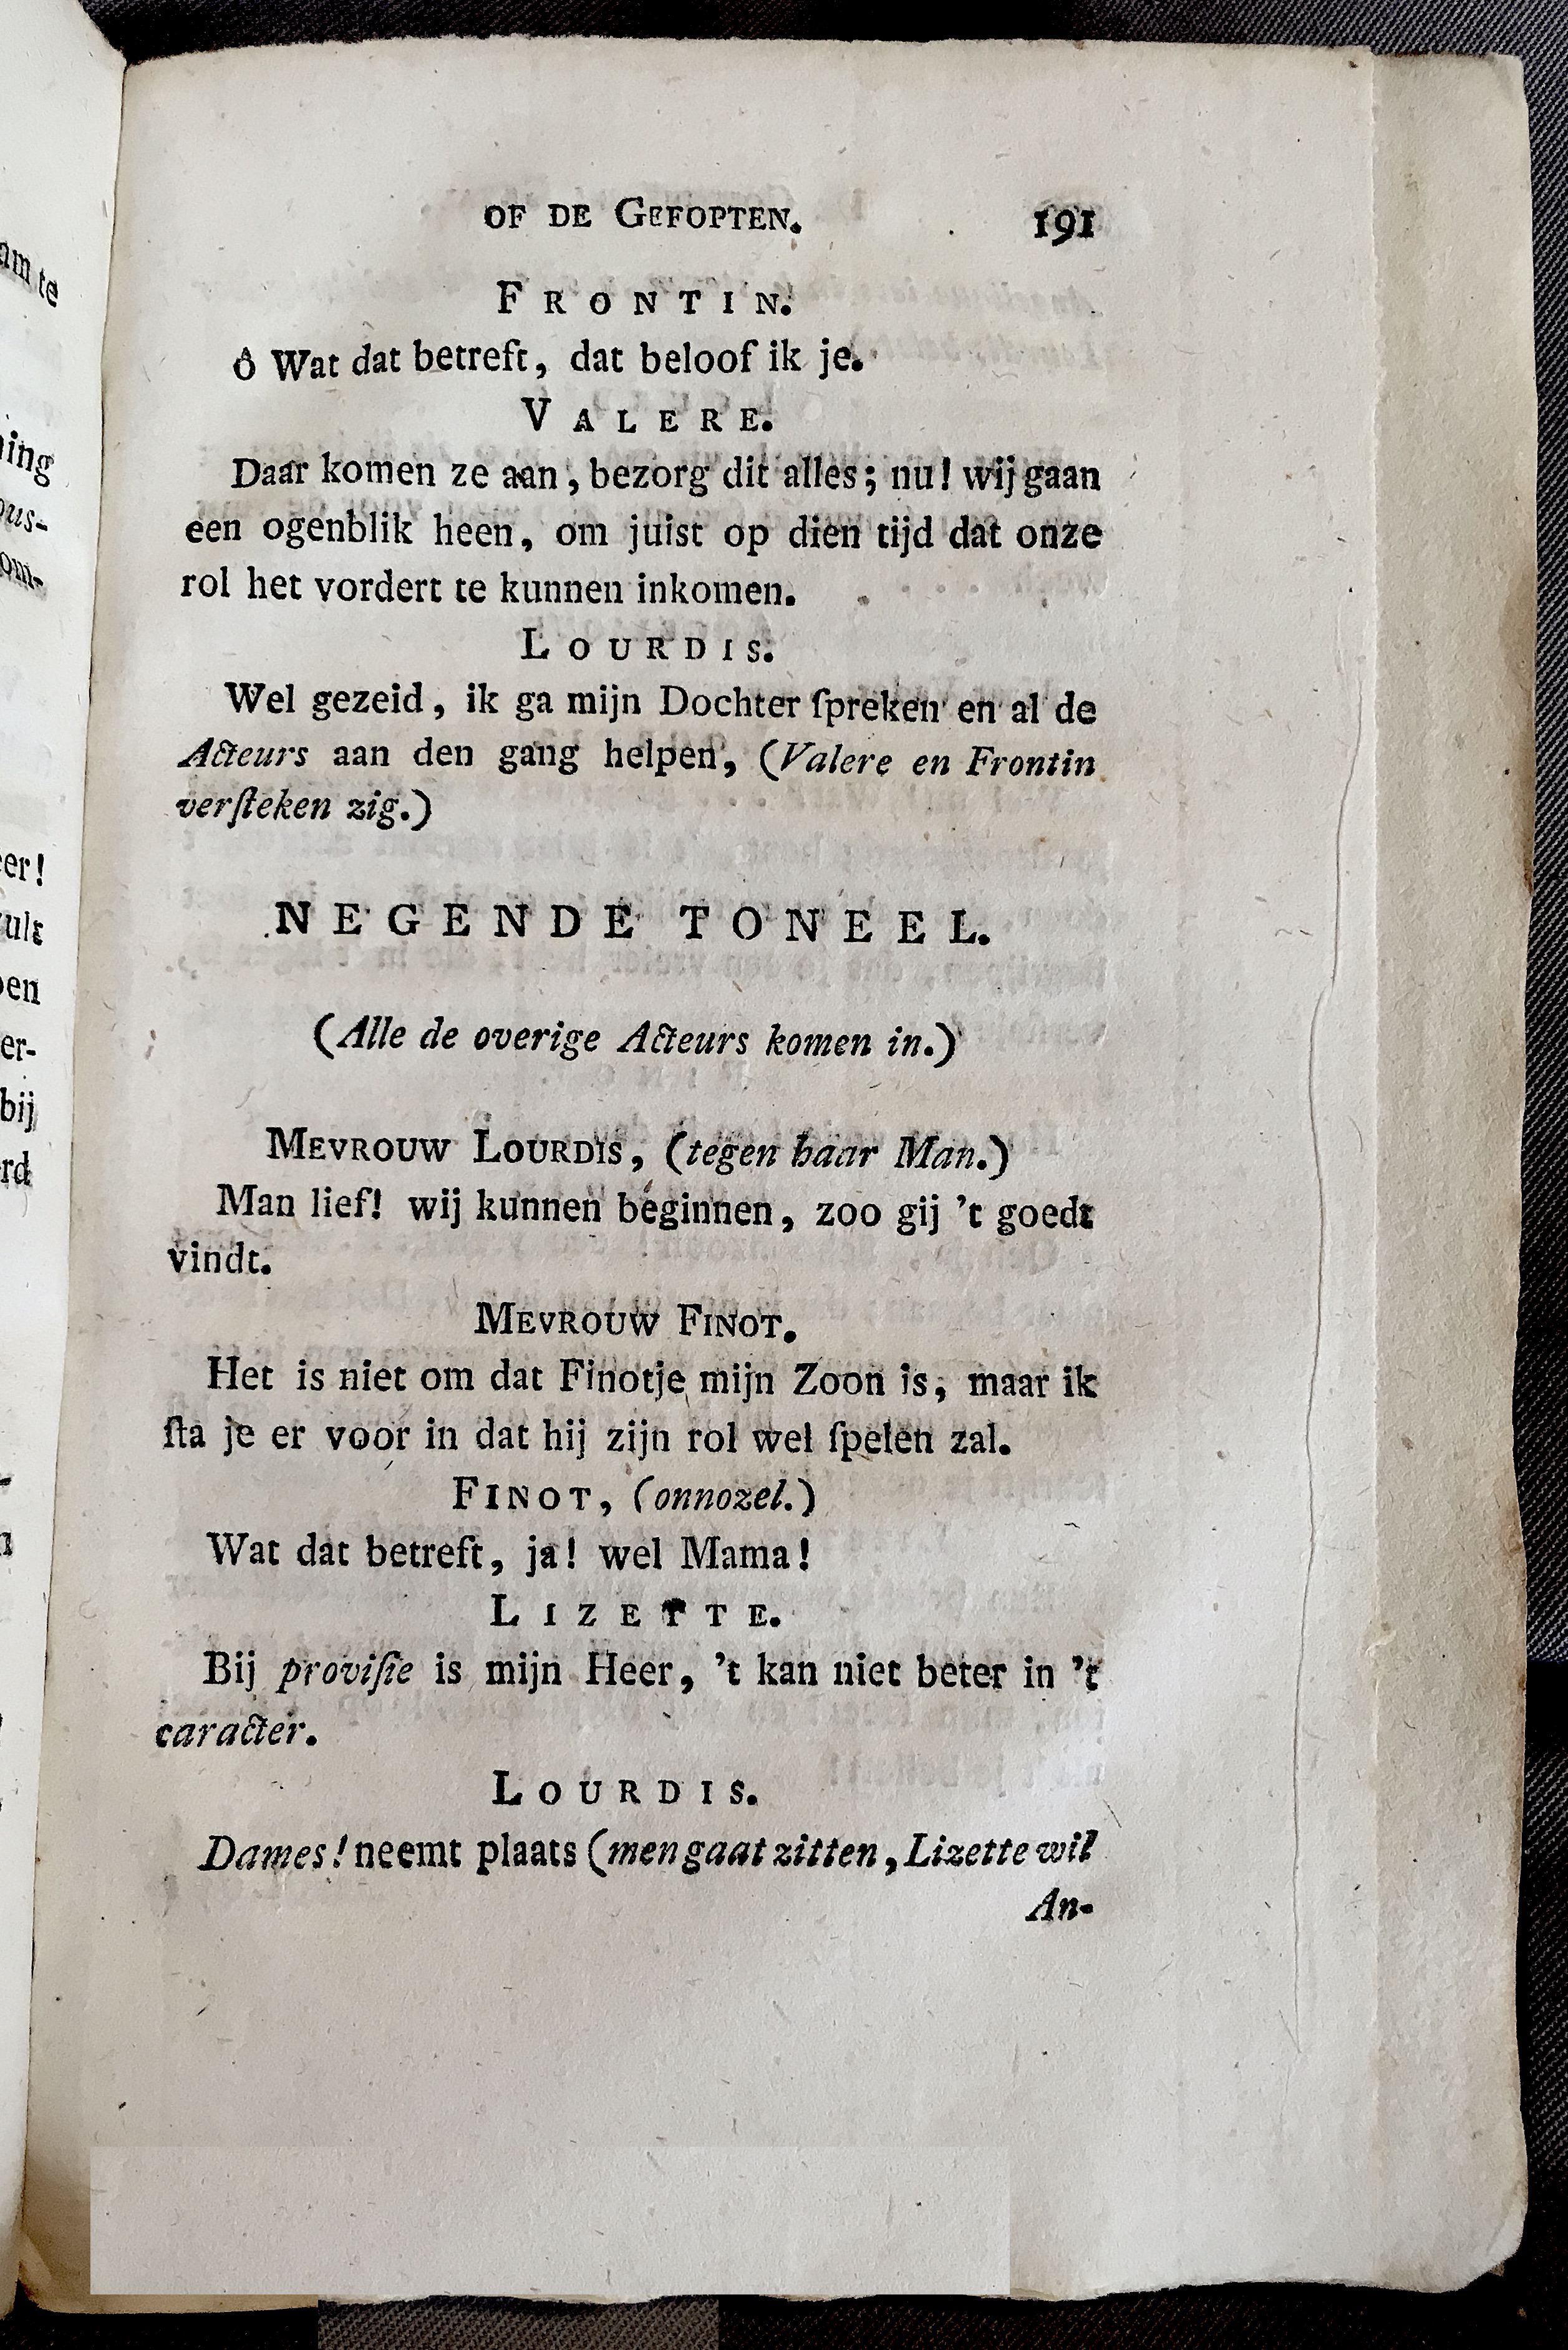 OF DE GEFOPTEN. 191
FRONTIN.
ô Wat dat betreft, dat beloof ik je.
VALERE.
Daar komen ze aan, bezorg dit alles; nu! wij gaan
een ogenblik heen, om juist op dien tijd dat onze
rol het vordert te kunnen inkomen.
LOURDIS.
Wel gezeid, ik ga mijn Dochter ſpreken en al de
Acteurs aan den gang helpen, (Valere en Frontin
verſteken zig.)
NEGENDE TONEEL.
(Alle de overige Acteurs komen in.)
MEVROUW LOURDIS, (tegen haar Man.)
Man lief! wij kunnen beginnen, zoo gij 't goedt
vindt.
MEVROUW FINOT.
Het is niet om dat Finotje mijn Zoon is, maar ik
ſta je er voor in dat hij zijn rol wel ſpelen zal.
FINOT, (onnozel.)
Wat dat betreft, ja! wel Mama!
LIZETTE.
Bij proviſie is mijn Heer, 't kan niet beter in 't
caracter.
LOURDIS.
Dames! neemt plaats (men gaat zitten, Lizette wil
An-